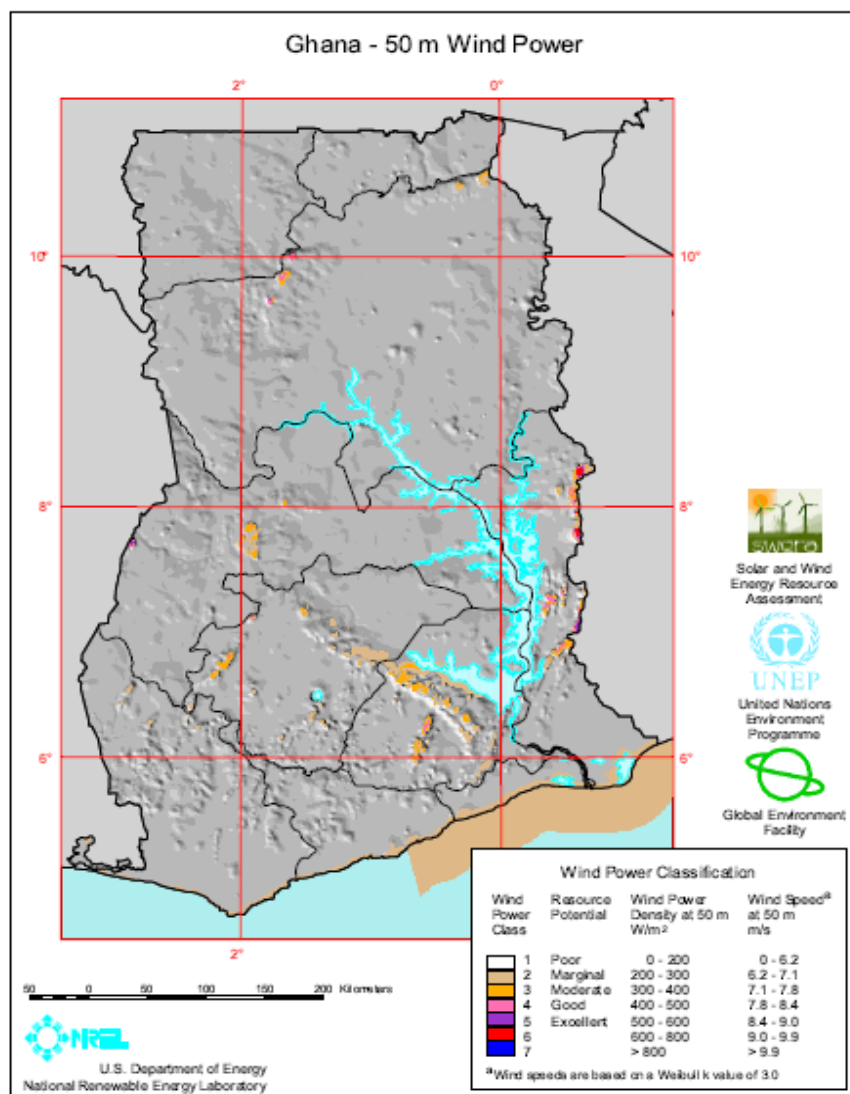 Ghana - 50 m Wind Power
2°
0°
10°
10°
8°
8°
6°
6°
2°
swera
Solar and Wind
Energy Resource
Assessment
UNEP
United Nations
Environment
Programme
Global Environment
Facility
Wind Power Classification
Wind Power Class Resource Potential Wind Power Density at 50 m W/m² Wind Speedª at 50 m m/s
1 Poor 0 - 200 0 - 6.2
2 Marginal 200 - 300 6.2 - 7.1
3 Moderate 300 - 400 7.1 - 7.8
4 Good 400 - 500 7.8 - 8.4
5 Excellent 500 - 600 8.4 - 9.0
6 600 - 800 9.0 - 9.9
7 > 800 > 9.9
ªWind speeds are based on a Weibull k value of 3.0
50 0 50 100 150 200 Kilometers
NREL
U.S. Department of Energy
National Renewable Energy Laboratory